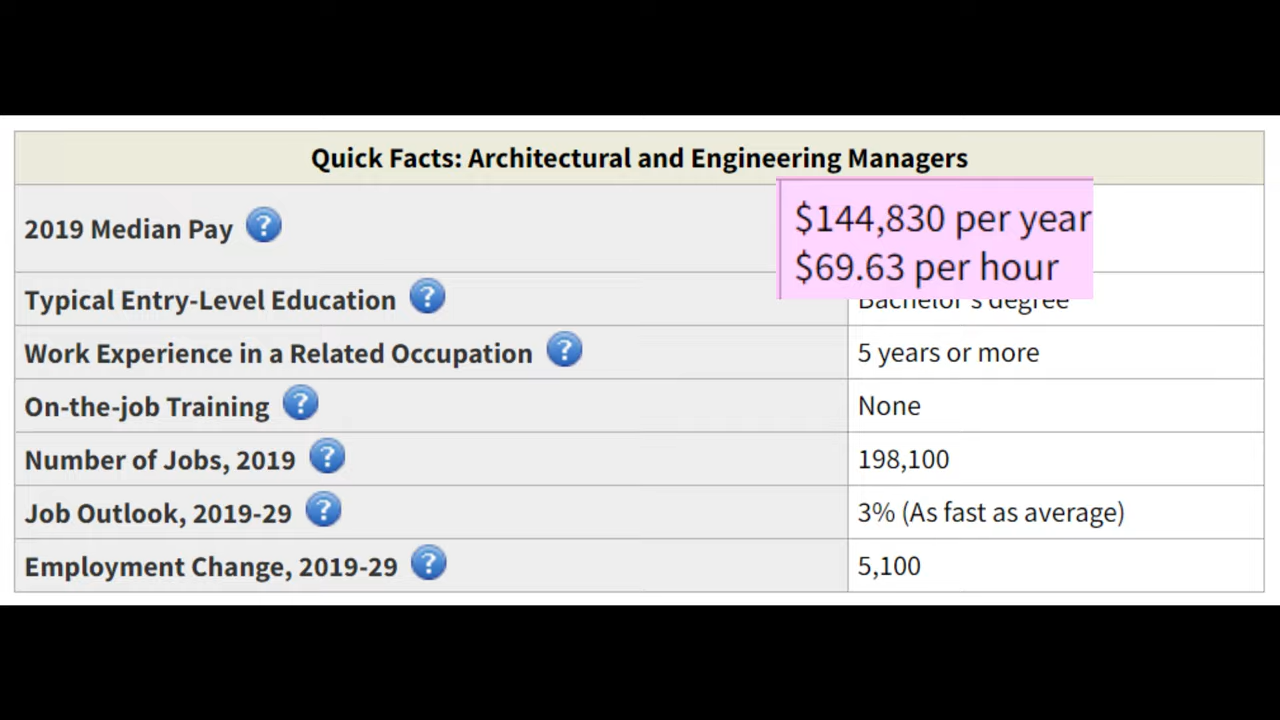 Quick Facts: Architectural and Engineering Managers
2019 Median Pay ?
$144,830 per year
$69.63 per hour
Typical Entry-Level Education ? Bachelor's degree
Work Experience in a Related Occupation ? 5 years or more
On-the-job Training ? None
Number of Jobs, 2019 ? 198,100
Job Outlook, 2019-29 ? 3% (As fast as average)
Employment Change, 2019-29 ? 5,100